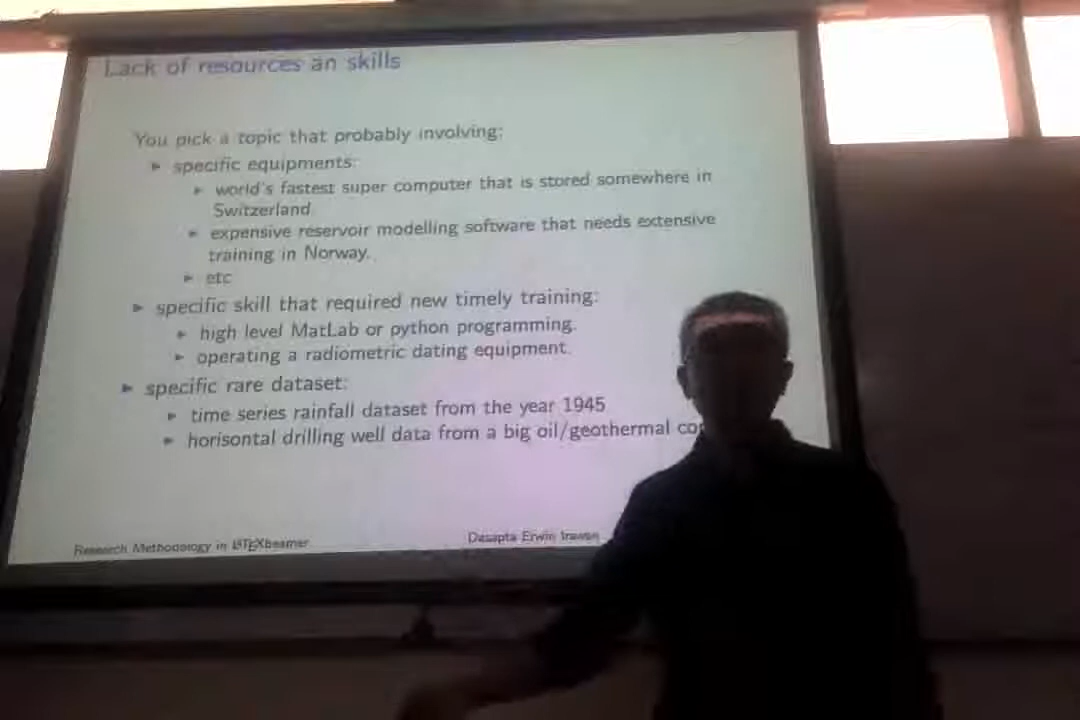 Lack of resources an skills
You pick a topic that probably involving:
► specific equipments:
► world's fastest super computer that is stored somewhere in
Switzerland.
► expensive reservoir modelling software that needs extensive
training in Norway.
► etc
► specific skill that required new timely training:
► high level MatLab or python programming.
► operating a radiometric dating equipment.
► specific rare dataset:
► time series rainfall dataset from the year 1945
► horisontal drilling well data from a big oil/geothermal
Research Methodology in LATEXbeamer
Dasapta Erwin Irawan